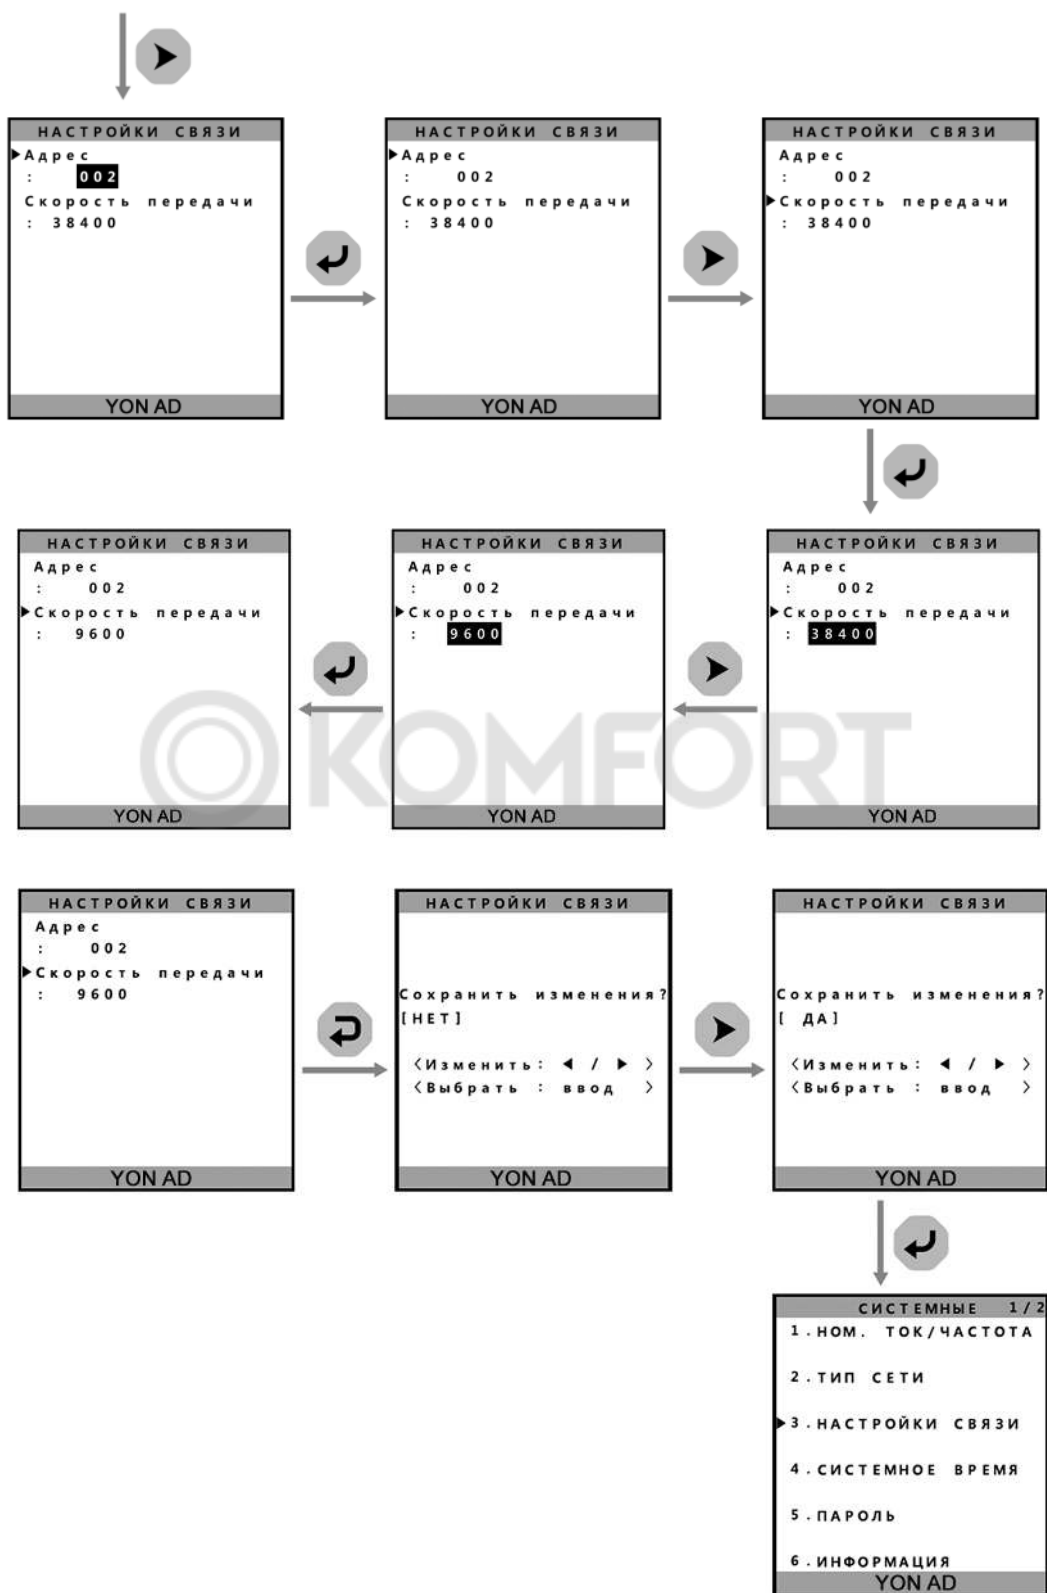 НАСТРОЙКИ СВЯЗИ
Адрес
: 002
Скорость передачи
: 38400
YON AD
НАСТРОЙКИ СВЯЗИ
Адрес
: 002
Скорость передачи
: 38400
YON AD
НАСТРОЙКИ СВЯЗИ
Адрес
: 002
Скорость передачи
: 38400
YON AD
НАСТРОЙКИ СВЯЗИ
Адрес
: 002
Скорость передачи
: 9600
YON AD
НАСТРОЙКИ СВЯЗИ
Адрес
: 002
Скорость передачи
: 9600
YON AD
НАСТРОЙКИ СВЯЗИ
Адрес
: 002
Скорость передачи
: 38400
YON AD
KOMFORT
НАСТРОЙКИ СВЯЗИ
Адрес
: 002
Скорость передачи
: 9600
YON AD
НАСТРОЙКИ СВЯЗИ
Сохранить изменения?
[НЕТ]
<Изменить: ◀ / ▶ >
<Выбрать : ввод >
YON AD
НАСТРОЙКИ СВЯЗИ
Сохранить изменения?
[ ДА]
<Изменить: ◀ / ▶ >
<Выбрать : ввод >
YON AD
СИСТЕМНЫЕ 1/2
1.НОМ. ТОК/ЧАСТОТА
2.ТИП СЕТИ
3.НАСТРОЙКИ СВЯЗИ
4.СИСТЕМНОЕ ВРЕМЯ
5.ПАРОЛЬ
6.ИНФОРМАЦИЯ
YON AD